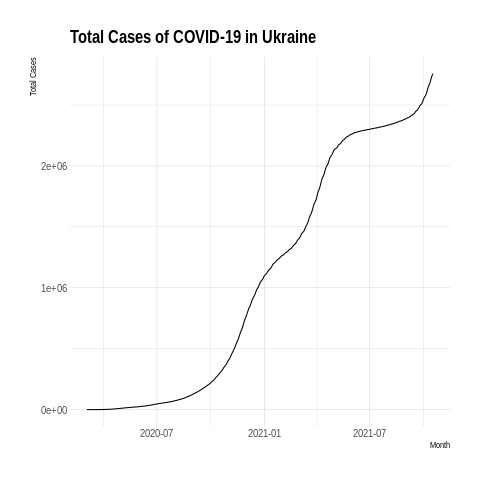 Total Cases of COVID-19 in Ukraine
Total Cases
2e+06
1e+06
0e+00
2020-07 2021-01 2021-07
Month